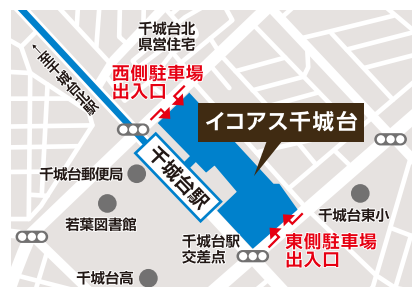 千城台北
県営住宅
↑至千城台北駅
西側駐車場
出入口
イコアス千城台
千城台駅
千城台郵便局
若葉図書館
千城台東小
千城台駅
交差点
東側駐車場
出入口
千城台高